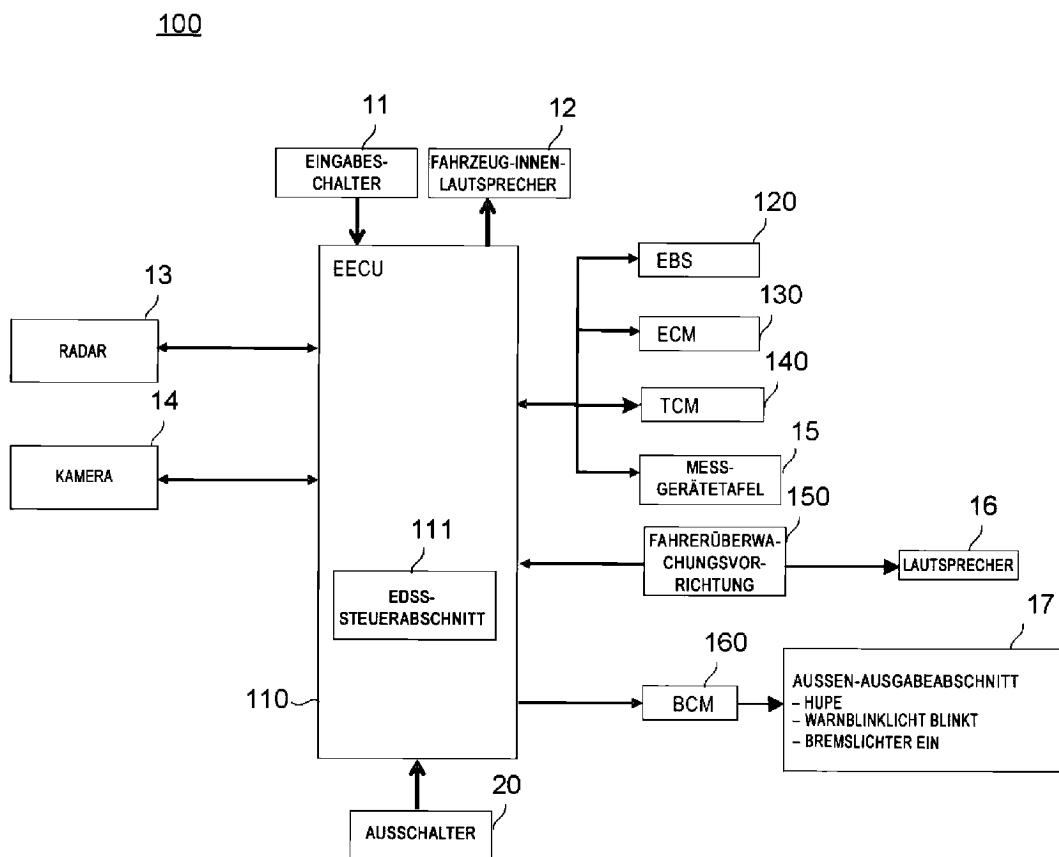 100
11
12
EINGABES-
CHALTER
FAHRZEUG-INNEN-
LAUTSPRECHER
EECU
120
EBS
13
RADAR
130
ECM
140
TCM
14
KAMERA
15
MESS-
GERÄTETAFEL
150
FAHRERÜBERWA-
CHUNGSVOR-
RICHTUNG
16
LAUTSPRECHER
111
EDSS-
STEUERABSCHNITT
17
160
BCM
AUSSEN-AUSGABEABSCHNITT
– HUPE
– WARNBLINKLICHT BLINKT
– BREMSLICHTER EIN
110
20
AUSSCHALTER